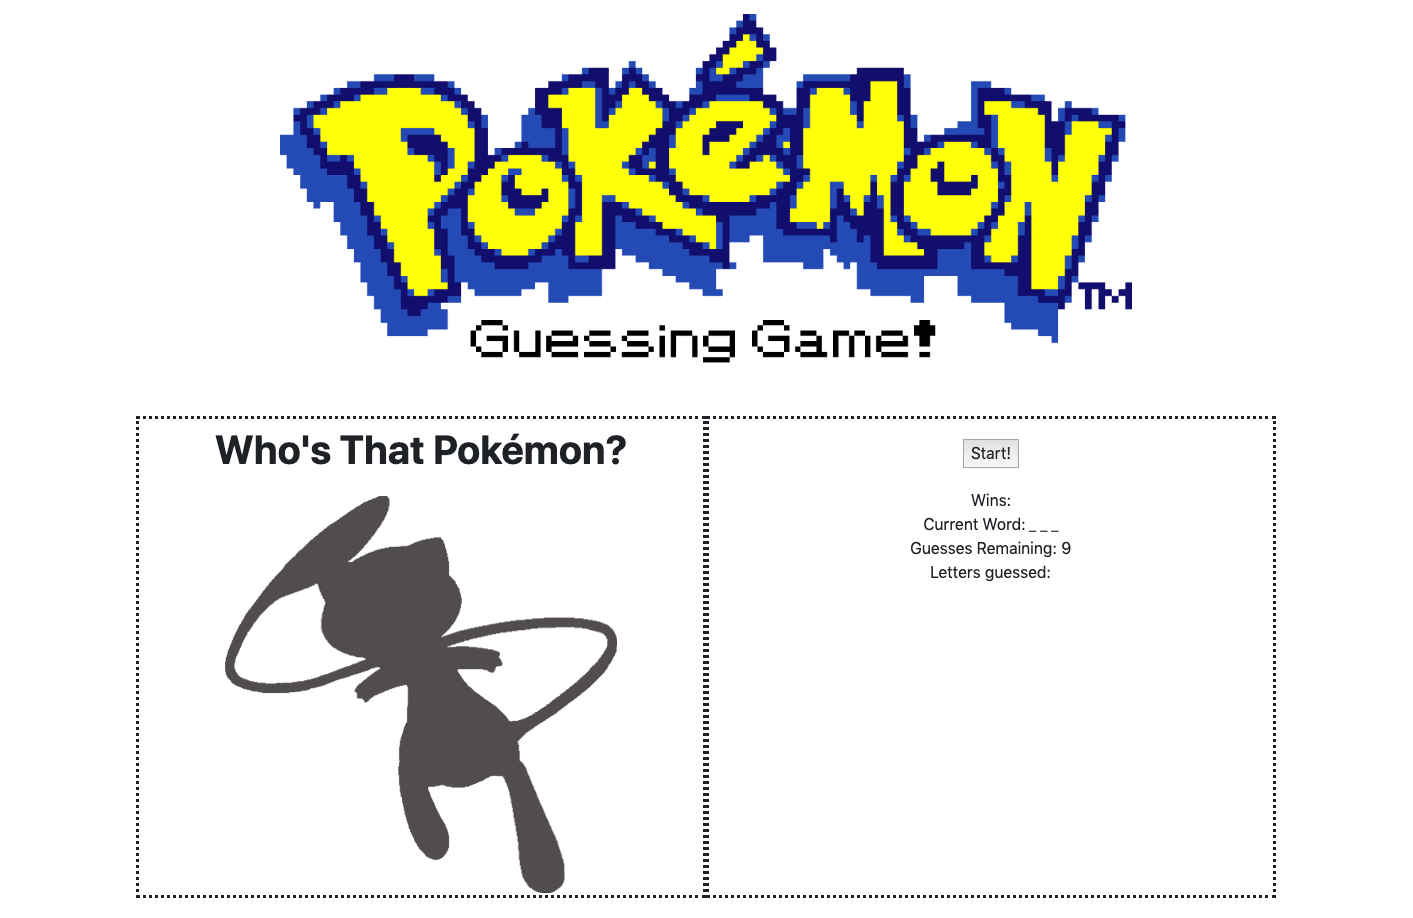 Pokémon
TM
Guessing Game!
Who's That Pokémon?
Start!
Wins:
Current Word: _ _ _
Guesses Remaining: 9
Letters guessed: